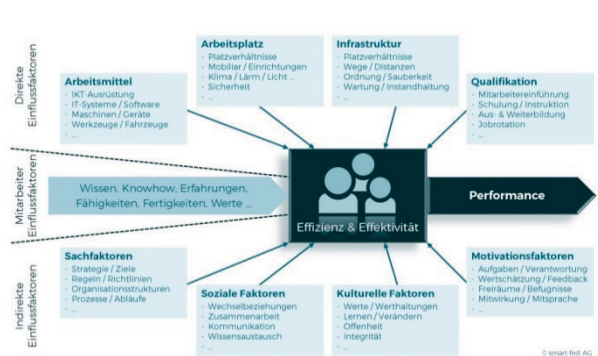 Direkte
Einflussfaktoren
Arbeitsmittel
- IKT-Ausrüstung
- IT-Systeme / Software
- Maschinen / Geräte
- Werkzeuge / Fahrzeuge
- ...
Arbeitsplatz
- Platzverhältnisse
- Mobiliar / Einrichtungen
- Klima / Lärm / Licht ...
- Sicherheit
- ...
Infrastruktur
- Platzverhältnisse
- Wege / Distanzen
- Ordnung / Sauberkeit
- Wartung / Instandhaltung
- ...
Qualifikation
- Mitarbeitereinführung
- Schulung / Instruktion
- Aus- & Weiterbildung
- Jobrotation
- ...
Mitarbeiter
Einflussfaktoren
Wissen, Knowhow, Erfahrungen,
Fähigkeiten, Fertigkeiten, Werte ...
Effizienz & Effektivität
Performance
Indirekte
Einflussfaktoren
Sachfaktoren
- Strategie / Ziele
- Regeln / Richtlinien
- Organisationsstrukturen
- Prozesse / Abläufe
- ...
Soziale Faktoren
- Wechselbeziehungen
- Zusammenarbeit
- Kommunikation
- Wissensaustausch
- ...
Kulturelle Faktoren
- Werte / Werthaltungen
- Lernen / Verändern
- Offenheit
- Integrität
- ...
Motivationsfaktoren
- Aufgaben / Verantwortung
- Wertschätzung / Feedback
- Freiräume / Befugnisse
- Mitwirkung / Mitsprache
- ...
© smart-fed AG